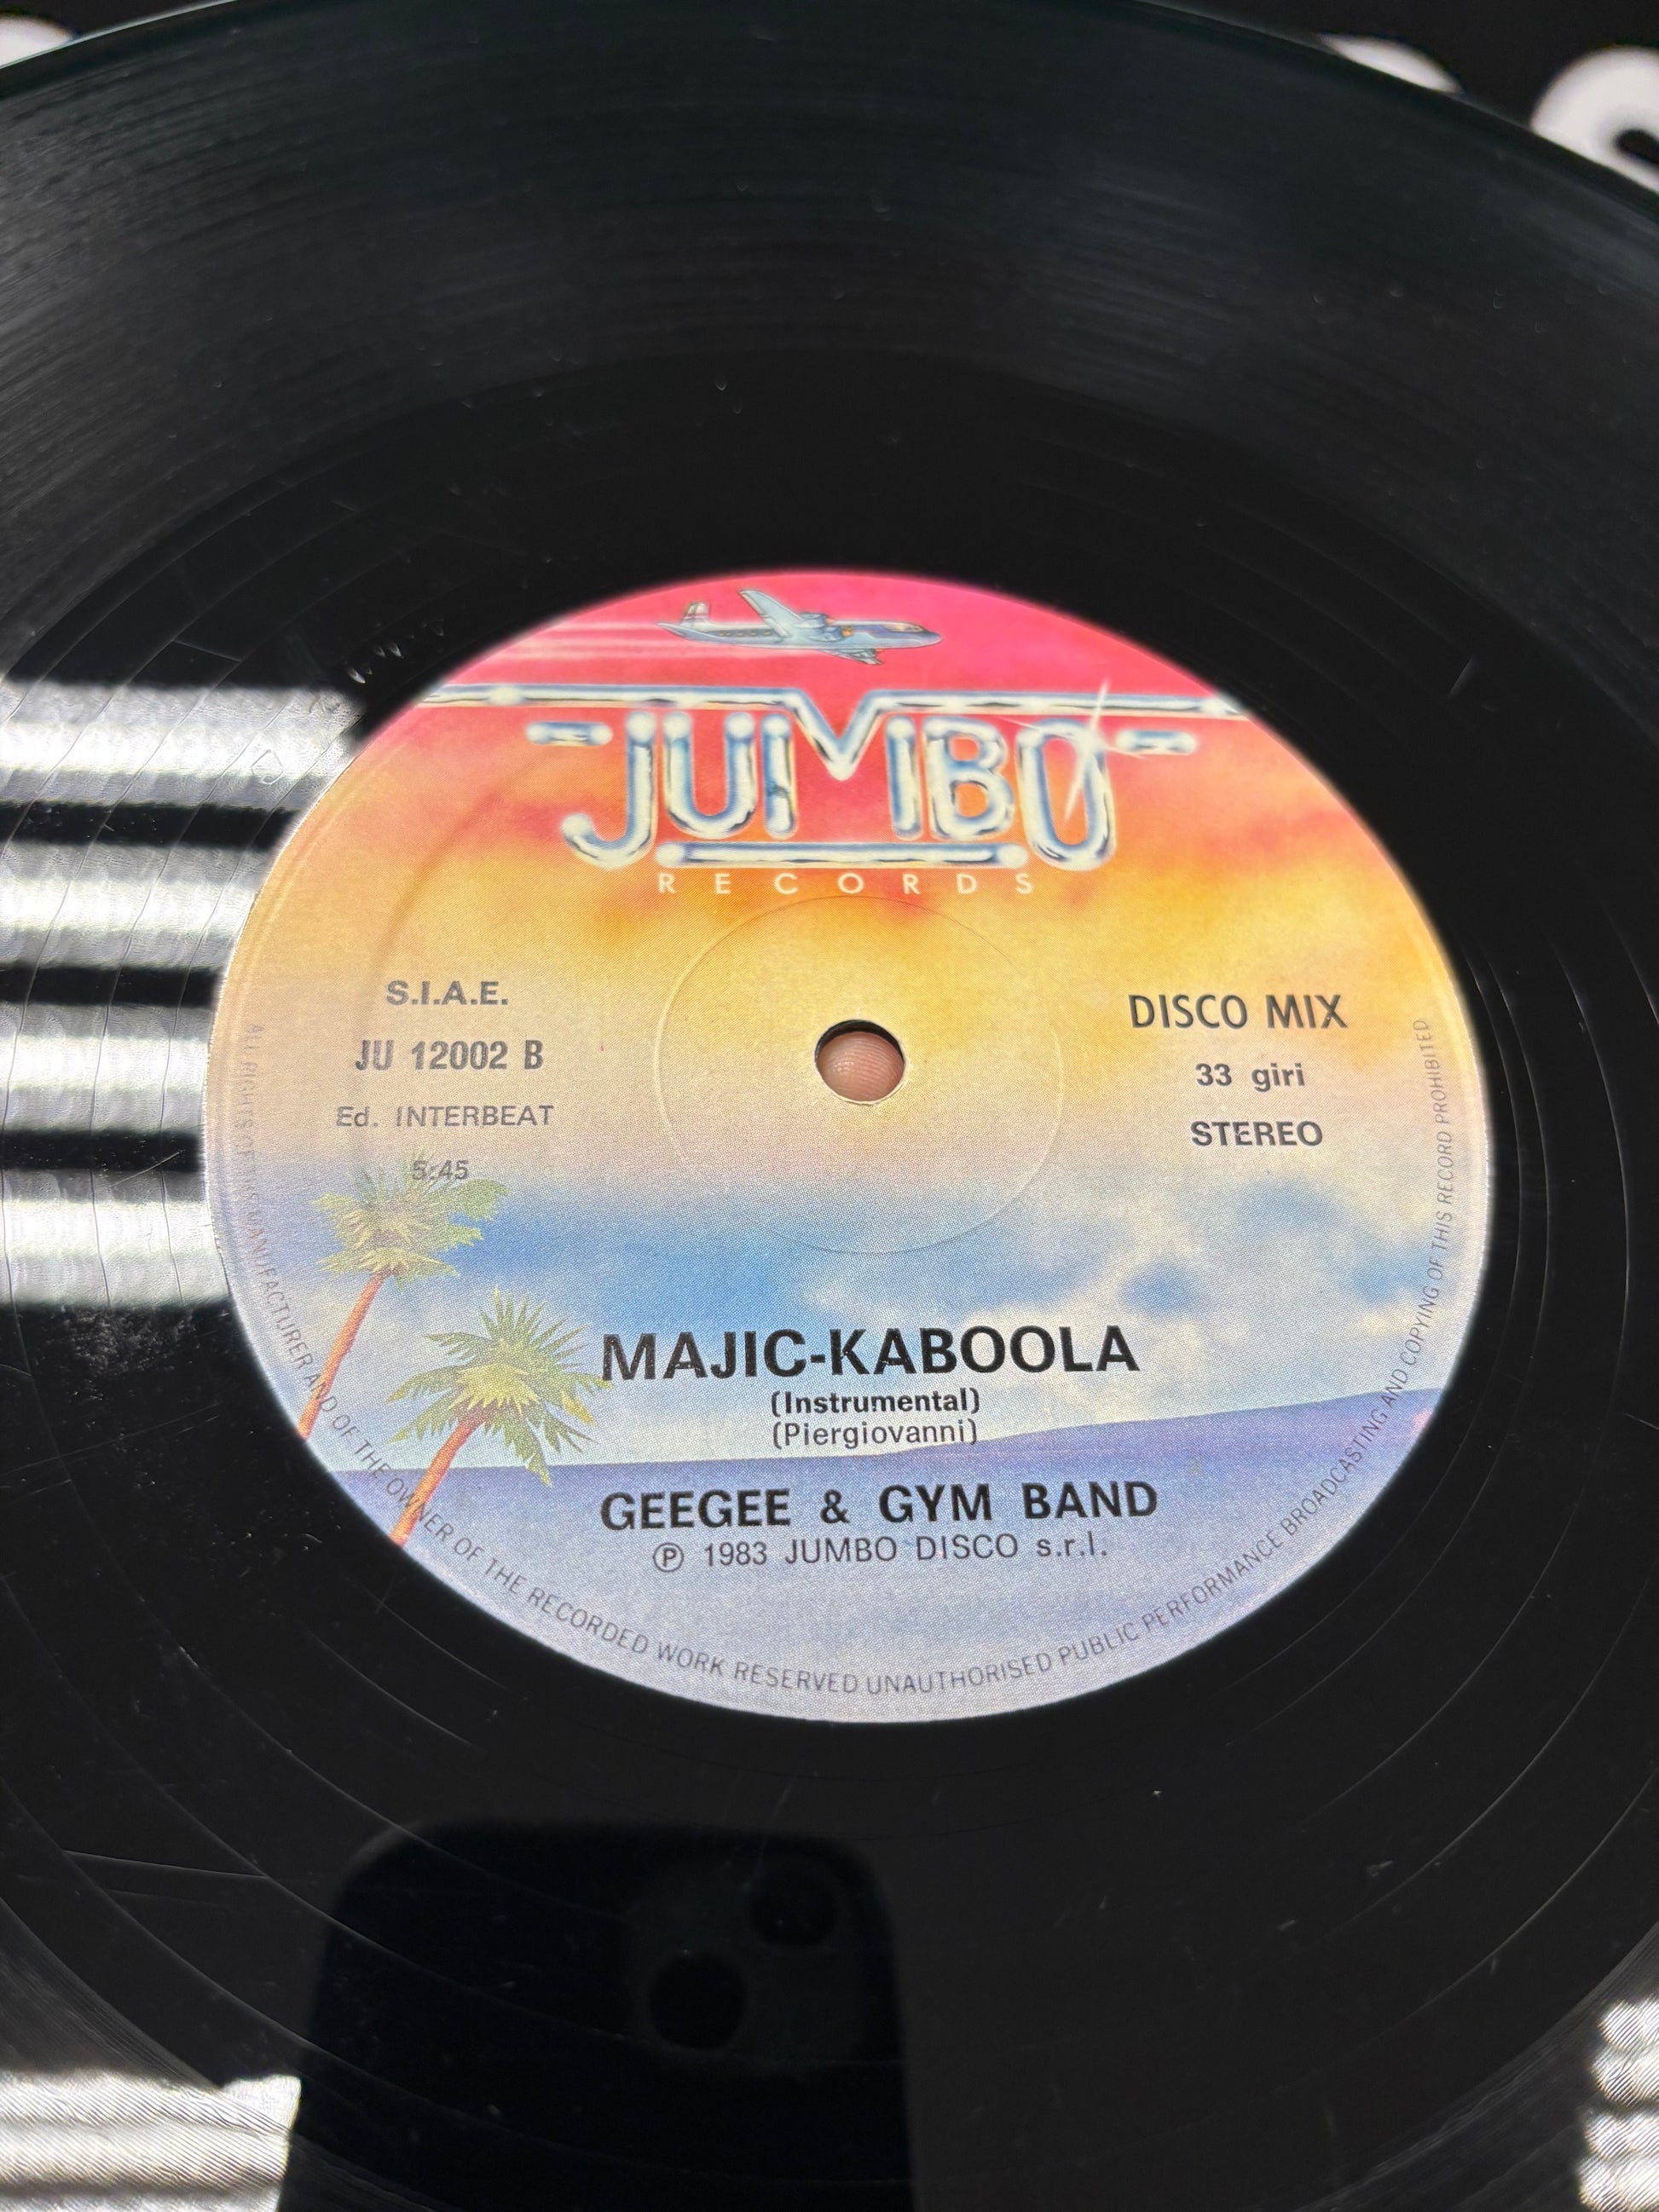 JUMBO
RECORDS
S.I.A.E.
JU 12002 B
Ed. INTERBEAT
5:45
DISCO MIX
33 giri
STEREO
MAJIC-KABOOLA
(Instrumental)
(Piergiovanni)
GEEGEE & GYM BAND
Ⓟ 1983 JUMBO DISCO s.r.l.
ALL RIGHTS OF THE MANUFACTURER AND OF THE OWNER OF THE RECORDED WORK RESERVED UNAUTHORISED PUBLIC PERFORMANCE BROADCASTING AND COPYING OF THIS RECORD PROHIBITED